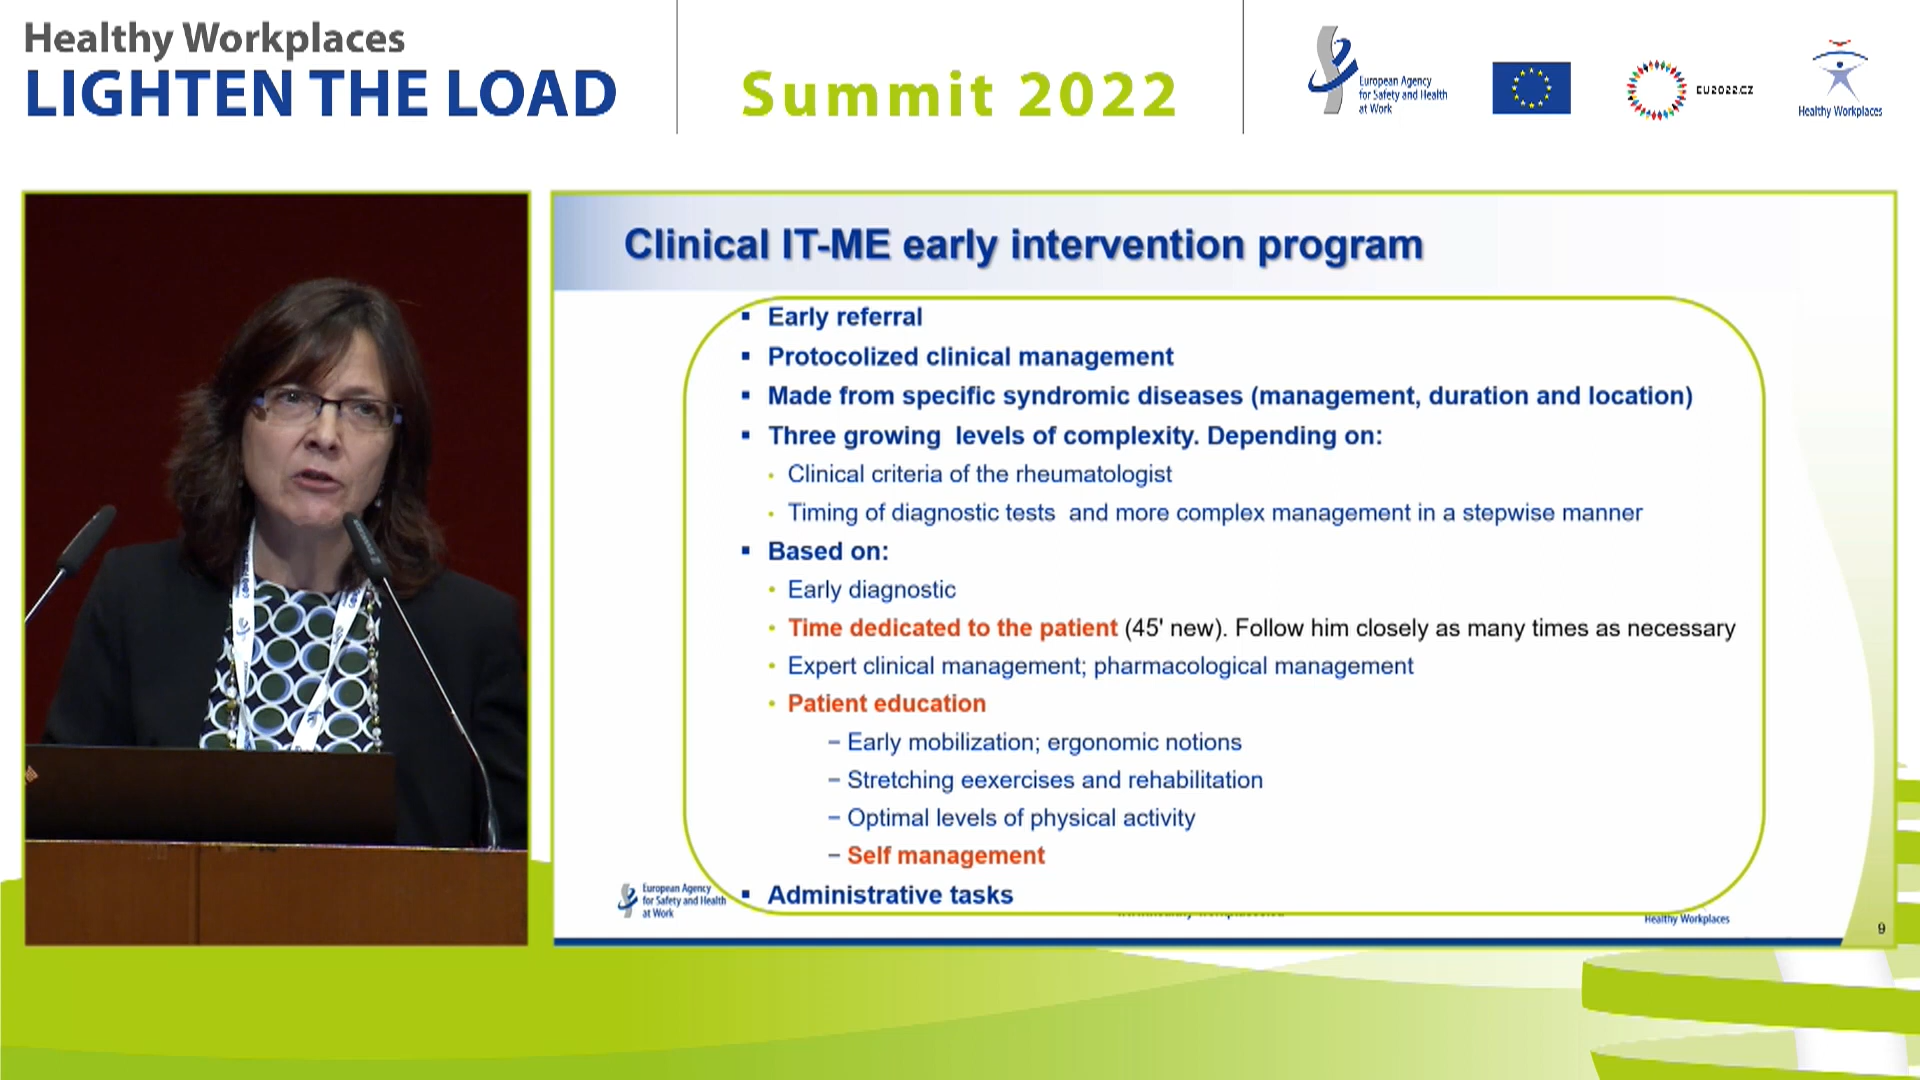 Healthy Workplaces
LIGHTEN THE LOAD
Summit 2022
European Agency
for Safety and Health
at Work
EU2022.CZ
Healthy Workplaces
Clinical IT-ME early intervention program
▪ Early referral
▪ Protocolized clinical management
▪ Made from specific syndromic diseases (management, duration and location)
▪ Three growing levels of complexity. Depending on:
• Clinical criteria of the rheumatologist
• Timing of diagnostic tests and more complex management in a stepwise manner
▪ Based on:
• Early diagnostic
• Time dedicated to the patient (45' new). Follow him closely as many times as necessary
• Expert clinical management; pharmacological management
• Patient education
– Early mobilization; ergonomic notions
– Stretching eexercises and rehabilitation
– Optimal levels of physical activity
– Self management
▪ Administrative tasks
European Agency
for Safety and Health
at Work
Healthy Workplaces
9